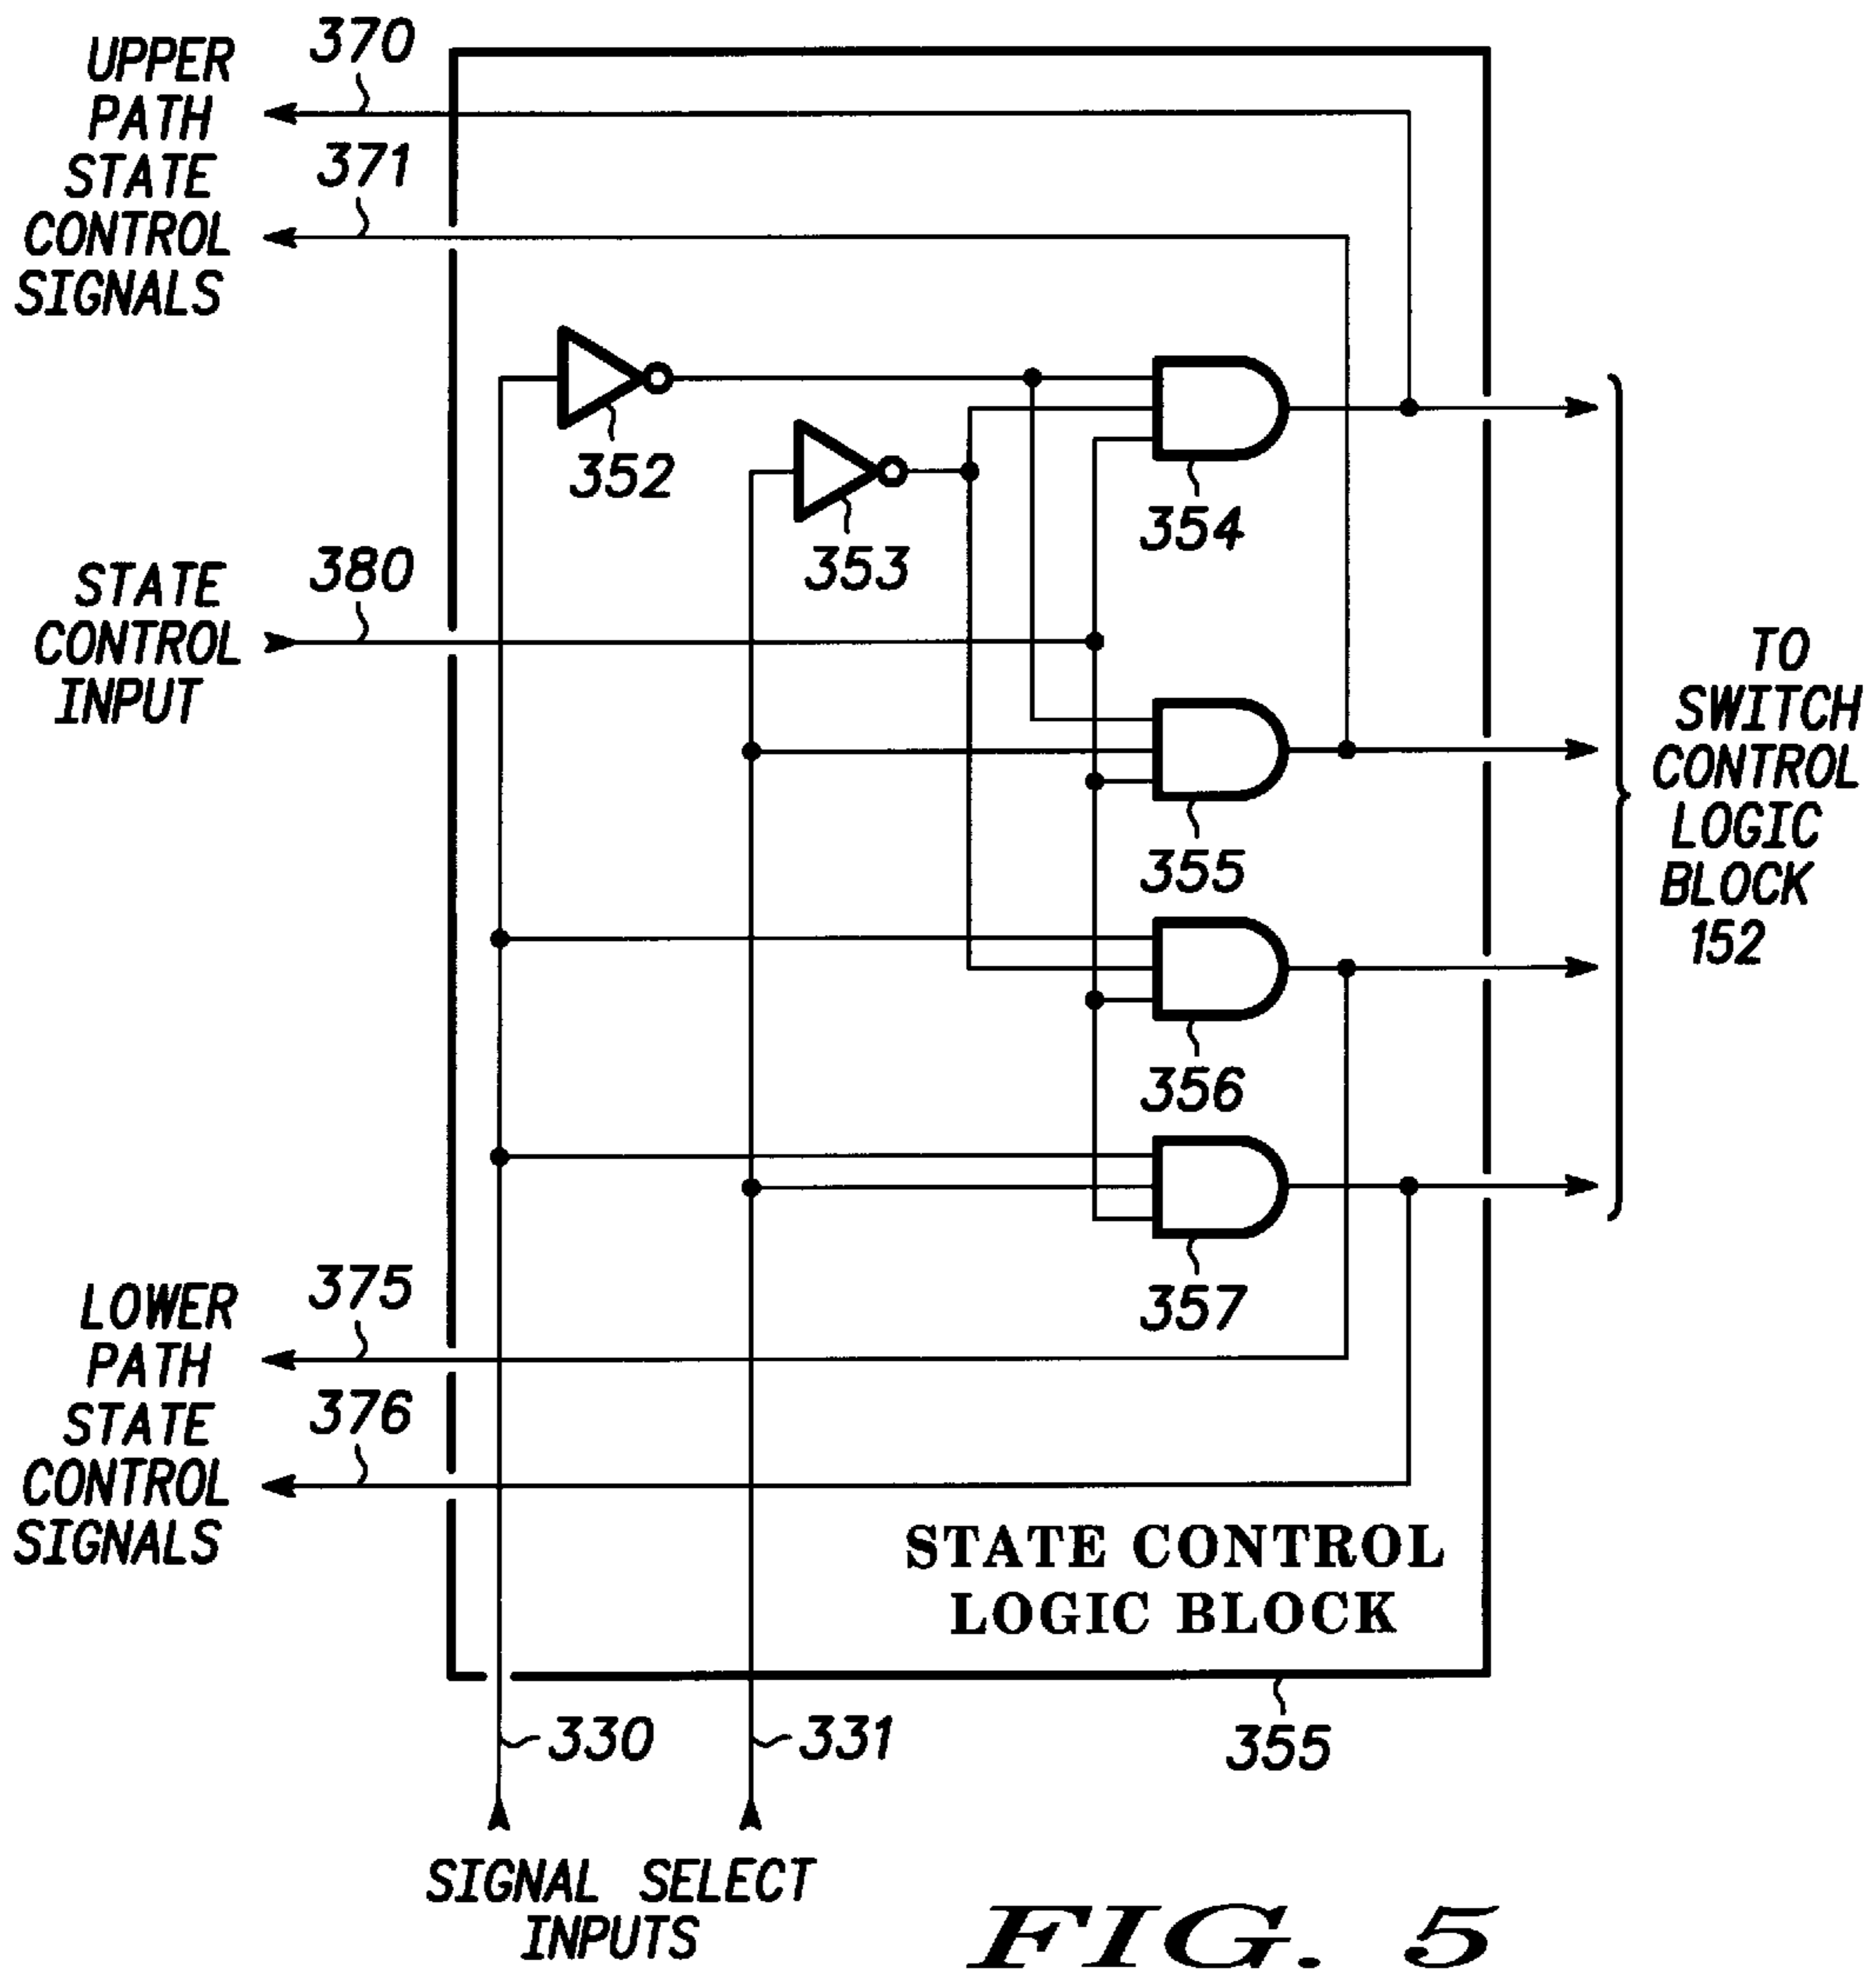 370
UPPER
PATH
STATE
CONTROL
SIGNALS
371
352
353
354
STATE
CONTROL
INPUT
380
355
TO
SWITCH
CONTROL
LOGIC
BLOCK
152
356
357
LOWER
PATH
STATE
CONTROL
SIGNALS
375
376
STATE CONTROL
LOGIC BLOCK
330
331
355
SIGNAL SELECT
INPUTS
FIG. 5